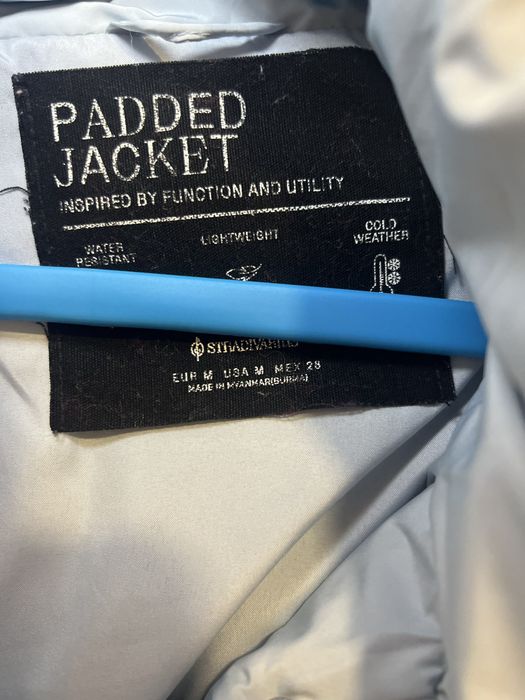 PADDED
JACKET
INSPIRED BY FUNCTION AND UTILITY
WATER
RESISTANT
LIGHTWEIGHT
COLD
WEATHER
STRADIVARIUS
EUR M USA M MEX 28
MADE IN MYANMAR(BURMA)